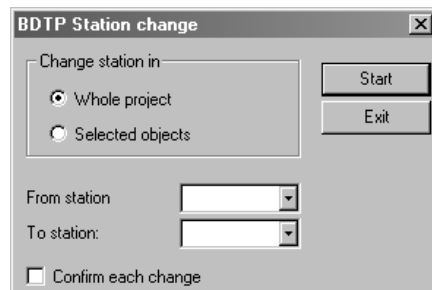 BDTP Station change
Change station in
Whole project
Selected objects
Start
Exit
From station
To station:
Confirm each change